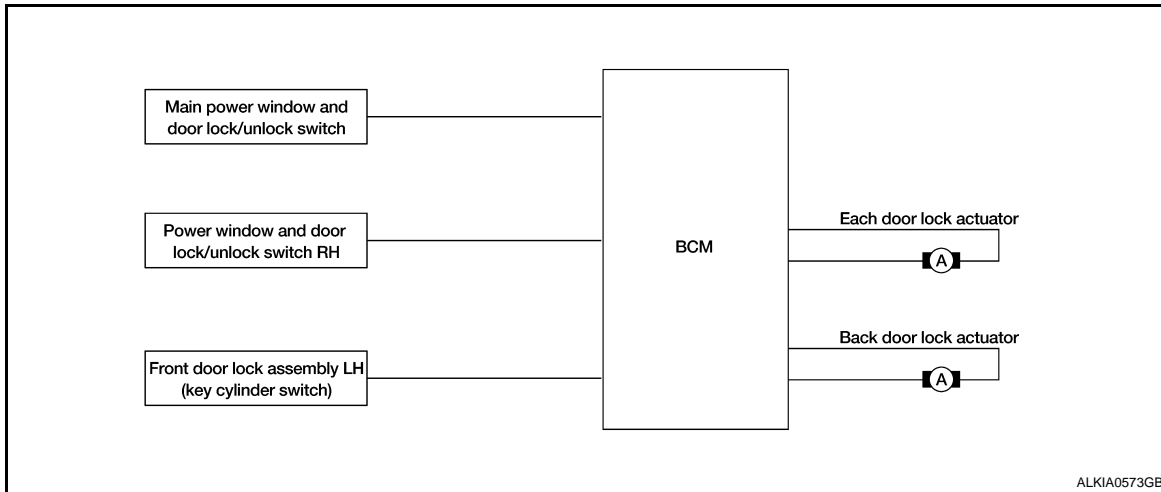 Main power window and
door lock/unlock switch
Power window and door
lock/unlock switch RH
Front door lock assembly LH
(key cylinder switch)
BCM
Each door lock actuator
A
Back door lock actuator
A
ALKIA0573GB